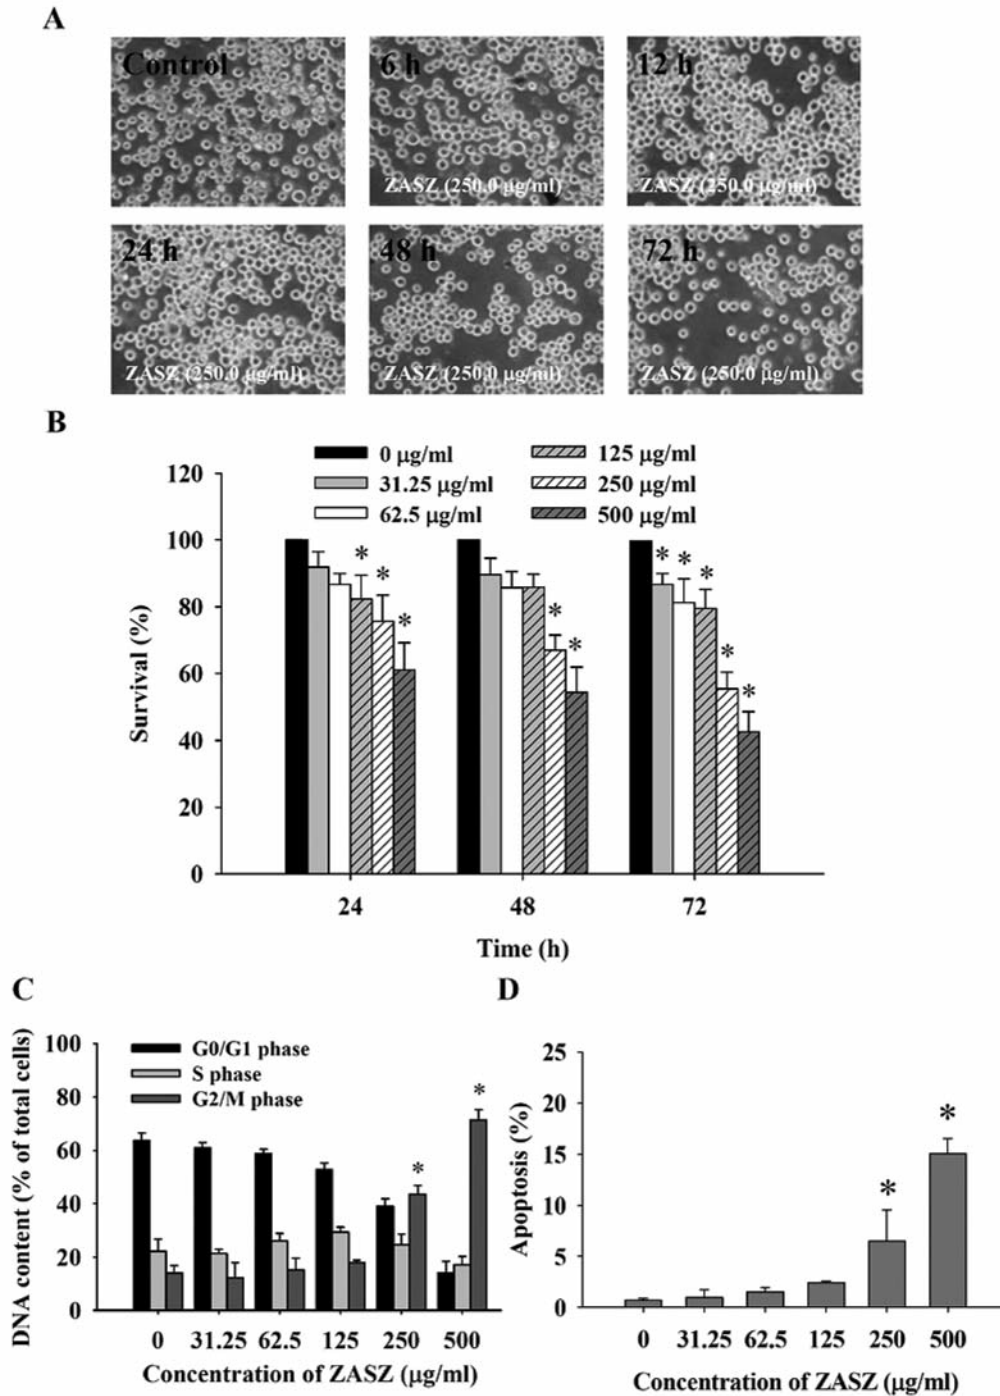 A
Control
6 h
12 h
ZASZ (250.0 µg/ml)
ZASZ (250.0 µg/ml)
24 h
48 h
72 h
ZASZ (250.0 µg/ml)
ZASZ (250.0 µg/ml)
ZASZ (250.0 µg/ml)
B
0 µg/ml
31.25 µg/ml
62.5 µg/ml
125 µg/ml
250 µg/ml
500 µg/ml
Survival (%)
120
100
80
60
40
20
0
* * *
* *
* * * * *
24 48 72
Time (h)
C
DNA content (% of total cells)
100
80
60
40
20
0
G0/G1 phase
S phase
G2/M phase
* *
0 31.25 62.5 125 250 500
Concentration of ZASZ (µg/ml)
D
Apoptosis (%)
25
20
15
10
5
0
* *
0 31.25 62.5 125 250 500
Concentration of ZASZ (µg/ml)